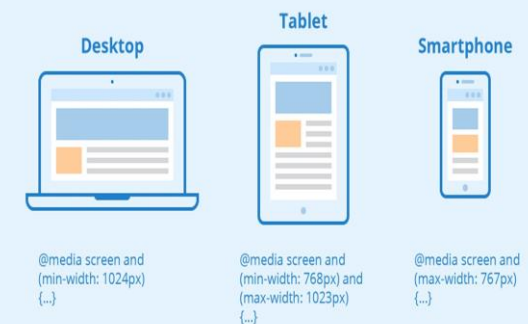 Desktop
Tablet
Smartphone
@media screen and
(min-width: 1024px)
{...}
@media screen and
(min-width: 768px) and
(max-width: 1023px)
{...}
@media screen and
(max-width: 767px)
{...}